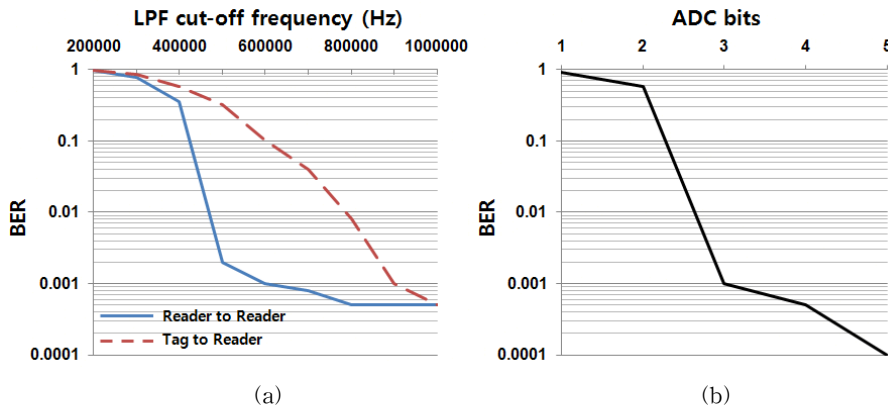 LPF cut-off frequency (Hz)
200000 400000 600000 800000 1000000
1
0.1
0.01
0.001
0.0001
BER
Reader to Reader
Tag to Reader
(a)
ADC bits
1 2 3 4 5
1
0.1
0.01
0.001
0.0001
BER
(b)